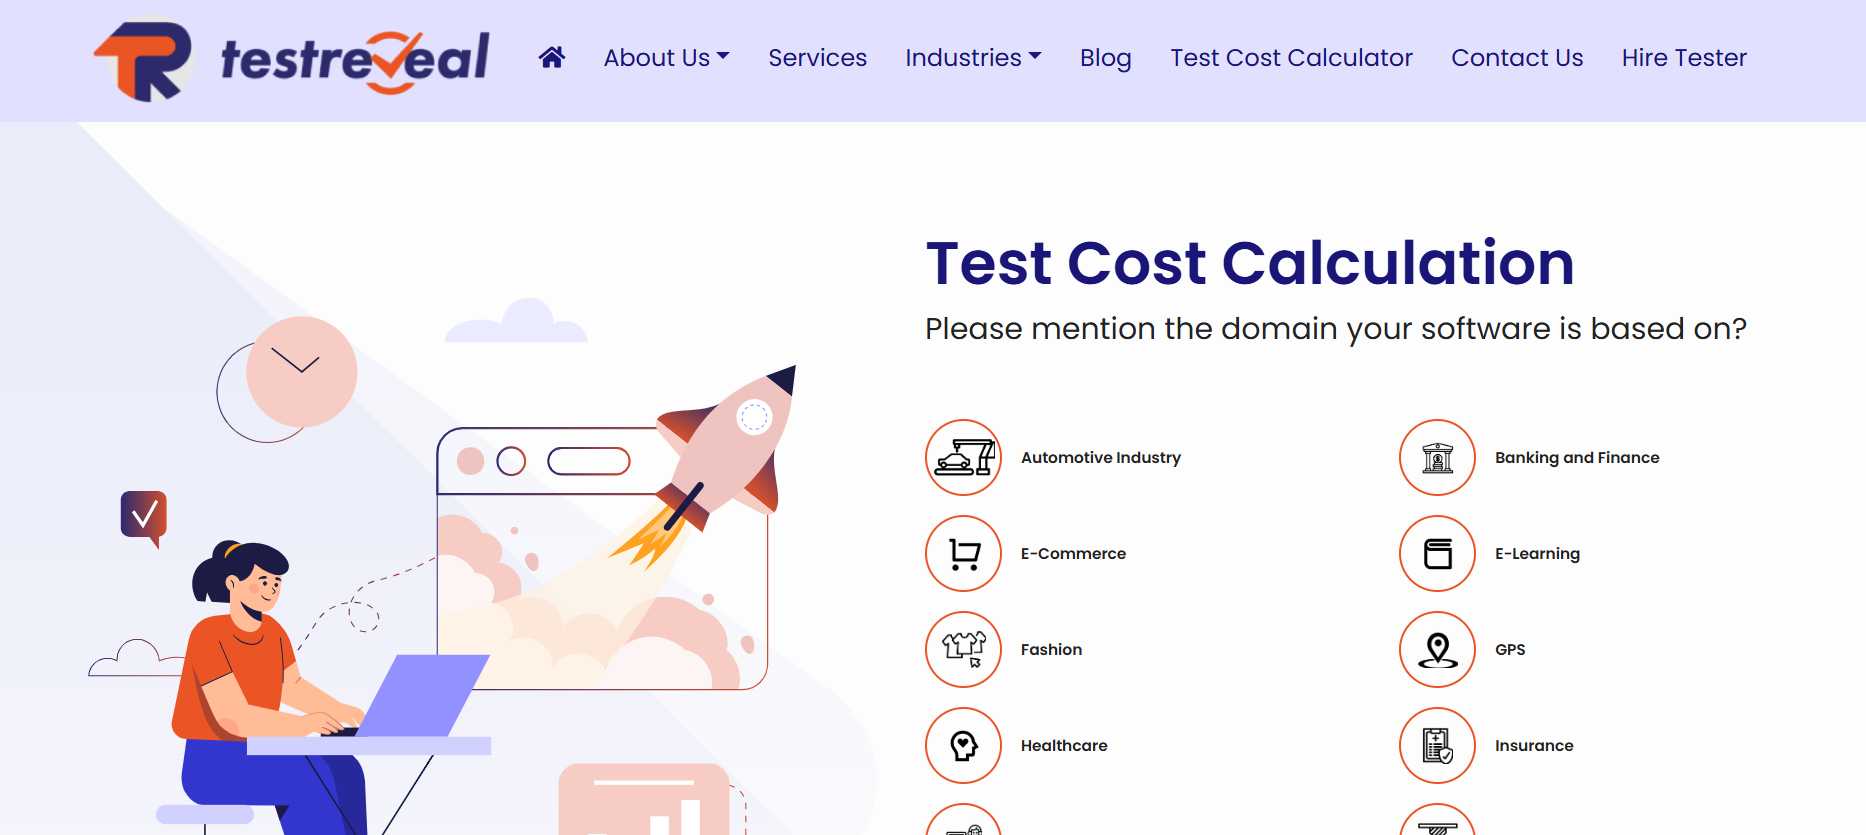 testreveal
About Us Services Industries Blog Test Cost Calculator Contact Us Hire Tester
Test Cost Calculation
Please mention the domain your software is based on?
Automotive Industry Banking and Finance
E-Commerce E-Learning
Fashion GPS
Healthcare Insurance